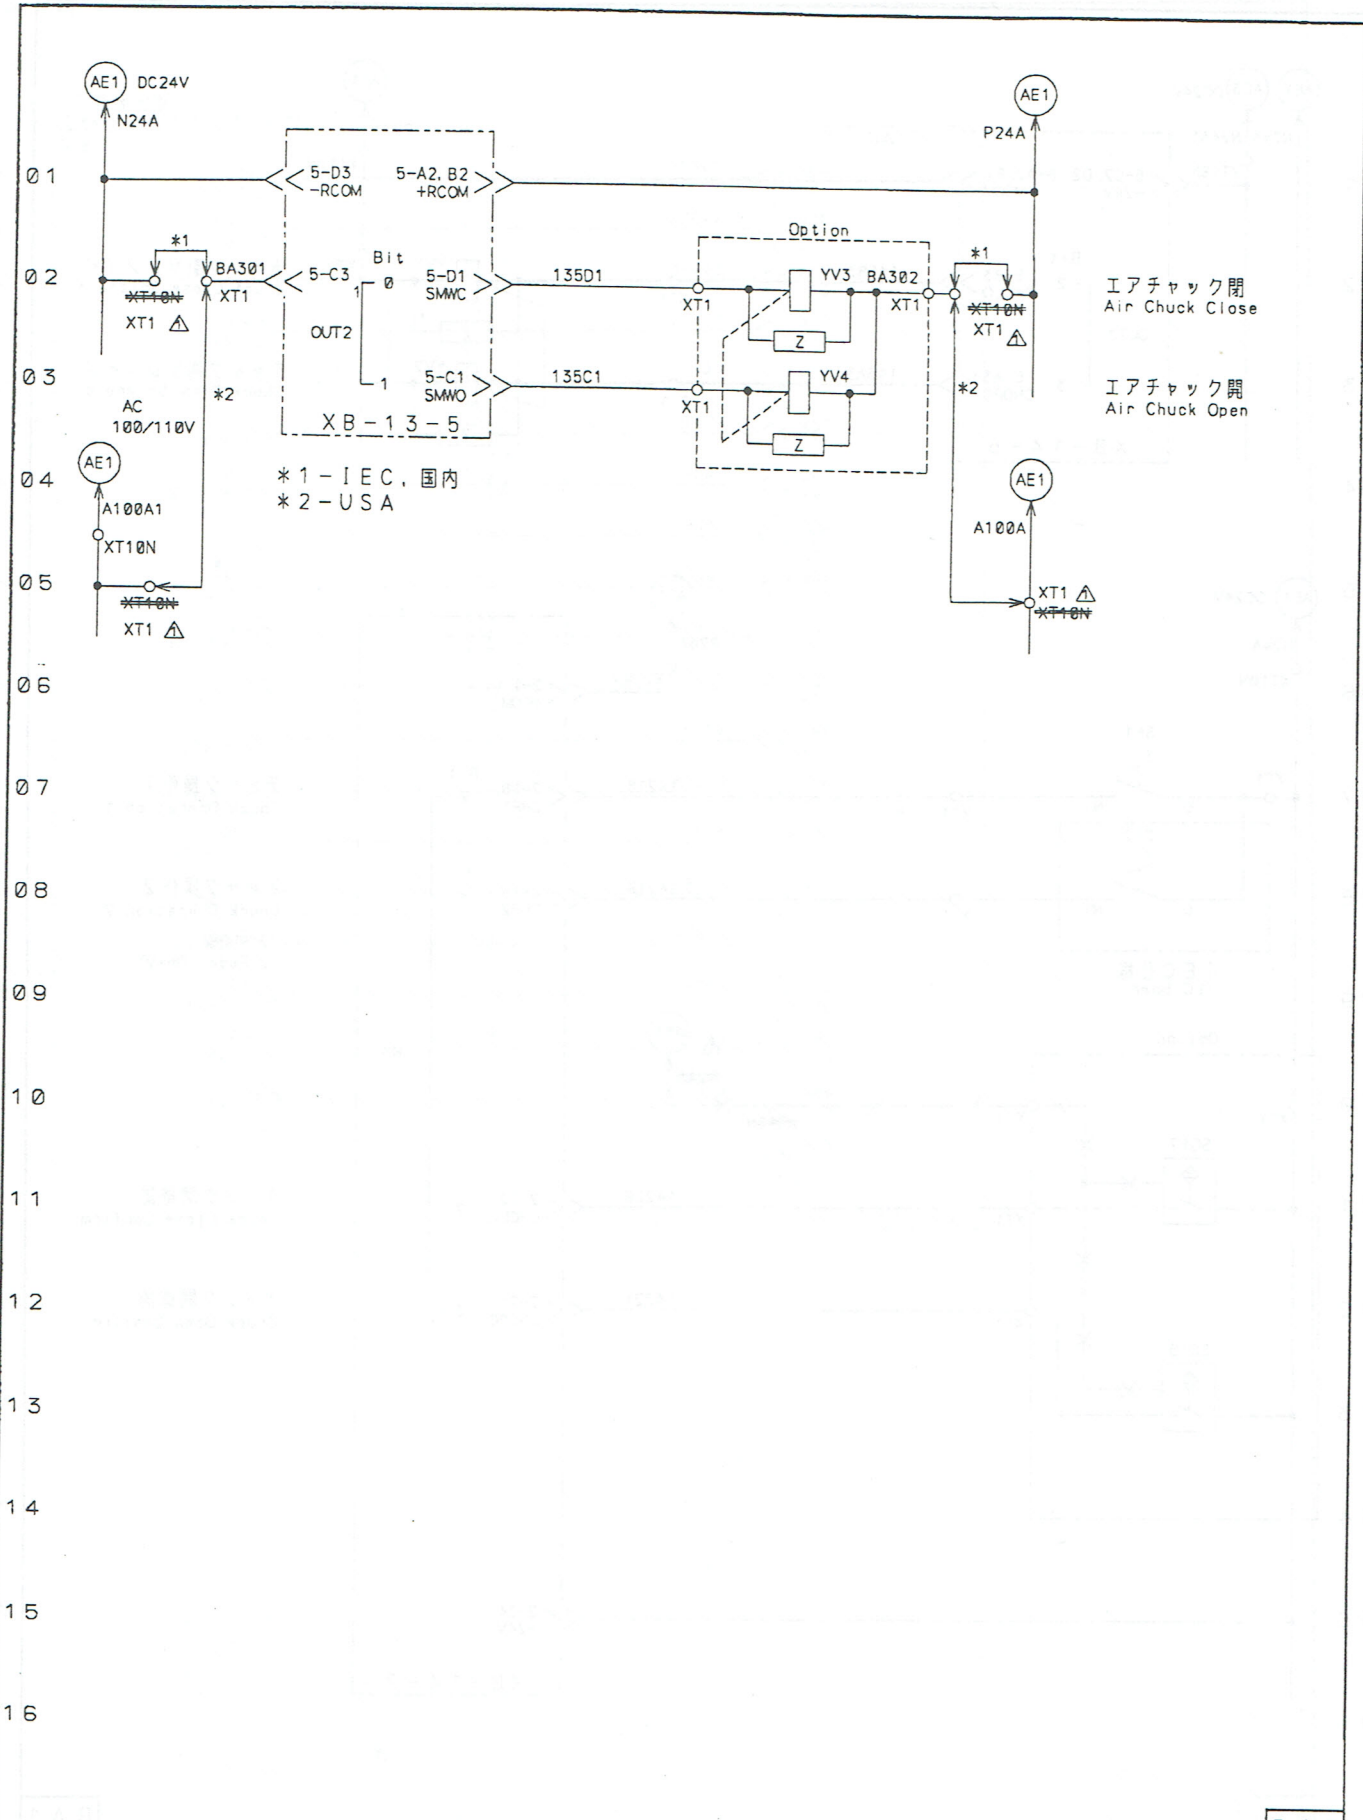 AE1 DC24V
AE1
N24A
P24A
01
5-D3
-RCOM
5-A2, B2
+RCOM
Option
*1
*1
02
BA301
5-C3
Bit
0
1
5-D1
SMWC
135D1
YV3
BA302
エアチャック閉
Air Chuck Close
XT10N
XT1
XT1
XT1
XT10N
XT1 1
XT1 1
OUT2
Z
03
*2
1
5-C1
SMWO
135C1
YV4
*2
エアチャック開
Air Chuck Open
AC
100/110V
XB-13-5
XT1
Z
AE1
04
*1-IEC, 国内
*2-USA
AE1
A100A1
A100A
XT10N
05
XT10N
XT1 1
XT1 1
XT10N
06
07
08
09
10
11
12
13
14
15
16